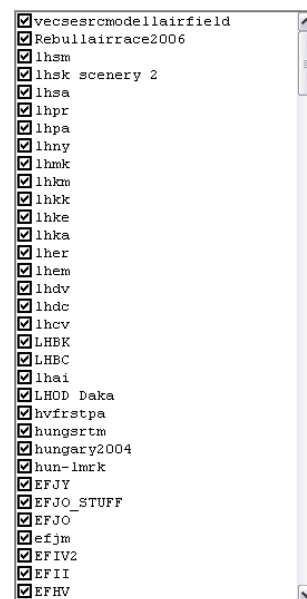 vecsesrcmodellairfield
Rebullairrace2006
lhsm
lhsk scenery 2
lhsa
lhpr
lhpa
lhny
lhmk
lhkm
lhkk
lhke
lhka
lher
lhem
lhdv
lhdc
lhcv
LHBK
LHBC
lhai
LHOD Daka
hvfrstpa
hungsrtm
hungary2004
hun-lmrk
EFJY
EFJO_STUFF
EFJO
efjm
EFIV2
EFII
EFHV